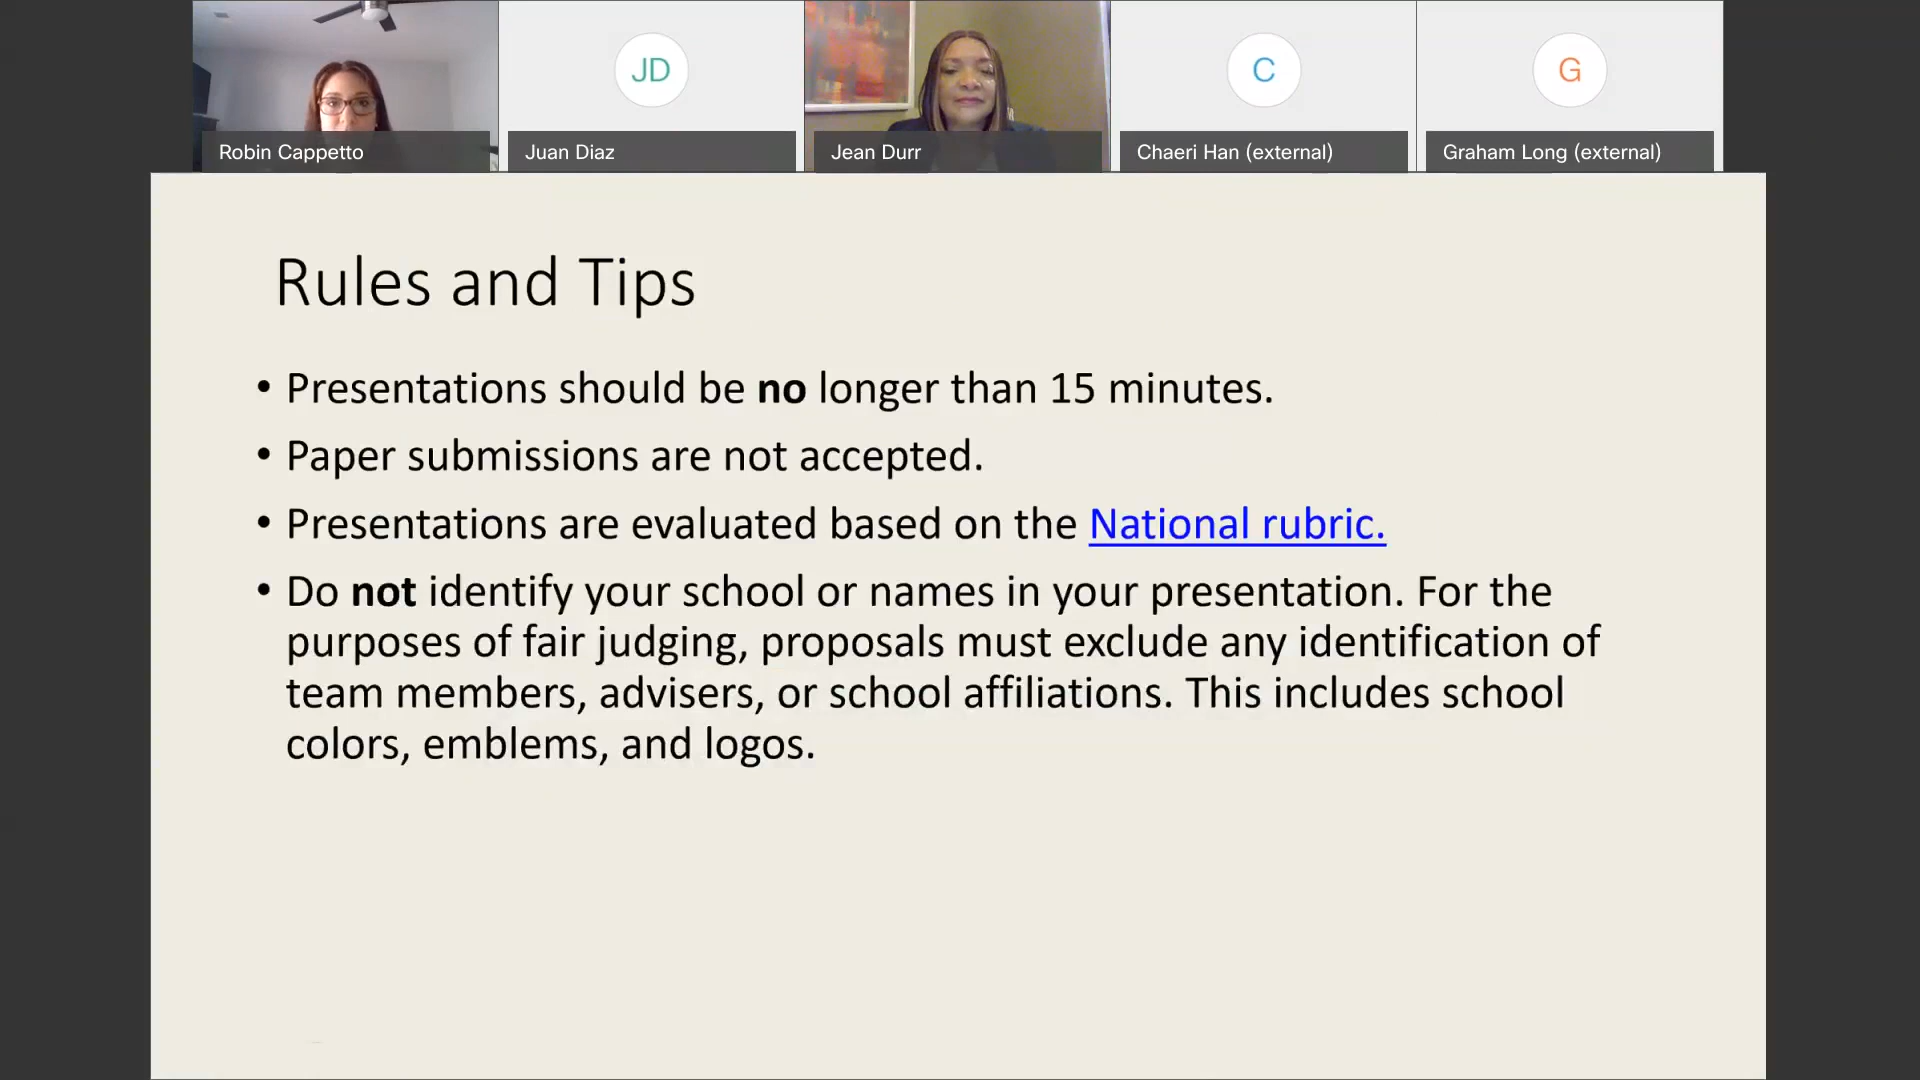 JD
C
G
Robin Cappetto
Juan Diaz
Jean Durr
Chaeri Han (external)
Graham Long (external)
Rules and Tips
• Presentations should be no longer than 15 minutes.
• Paper submissions are not accepted.
• Presentations are evaluated based on the National rubric.
• Do not identify your school or names in your presentation. For the
purposes of fair judging, proposals must exclude any identification of
team members, advisers, or school affiliations. This includes school
colors, emblems, and logos.